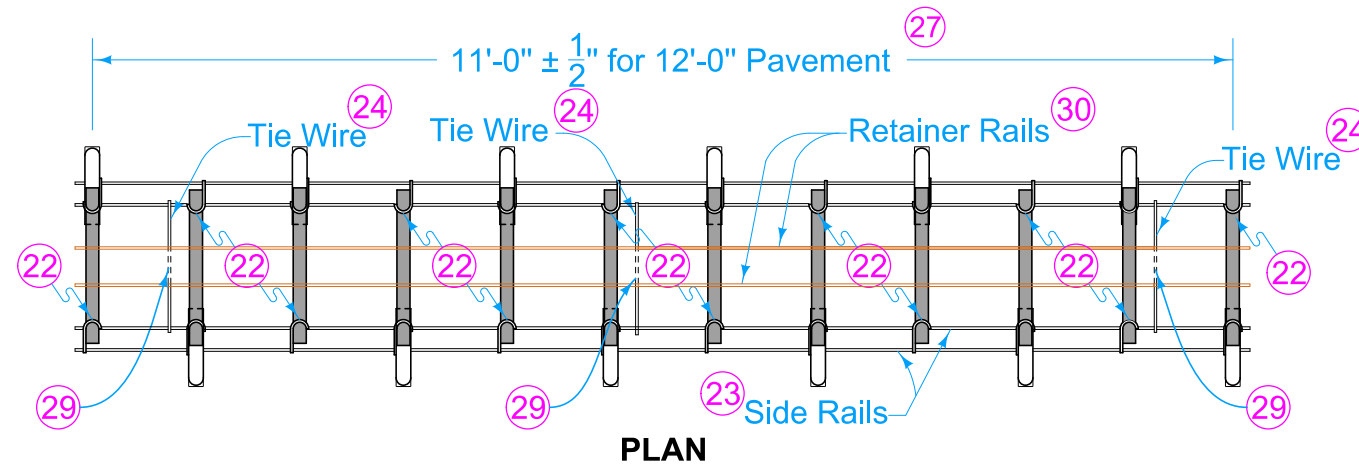 27
11'-0" ± 1/2" for 12'-0" Pavement
24
24
30
24
Tie Wire
Tie Wire
Retainer Rails
Tie Wire
22
22
22
22
22
22
22
29
29
23
Side Rails
29
PLAN